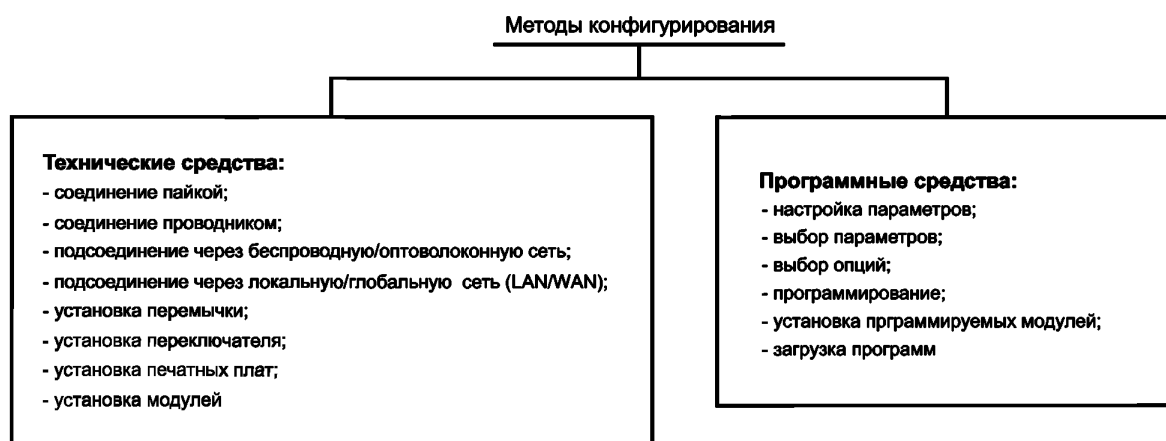 Методы конфигурирования
Технические средства:
- соединение пайкой;
- соединение проводником;
- подсоединение через беспроводную/оптоволоконную сеть;
- подсоединение через локальную/глобальную сеть (LAN/WAN);
- установка перемычки;
- установка переключателя;
- установка печатных плат;
- установка модулей
Программные средства:
- настройка параметров;
- выбор параметров;
- выбор опций;
- программирование;
- установка прграммируемых модулей;
- загрузка программ